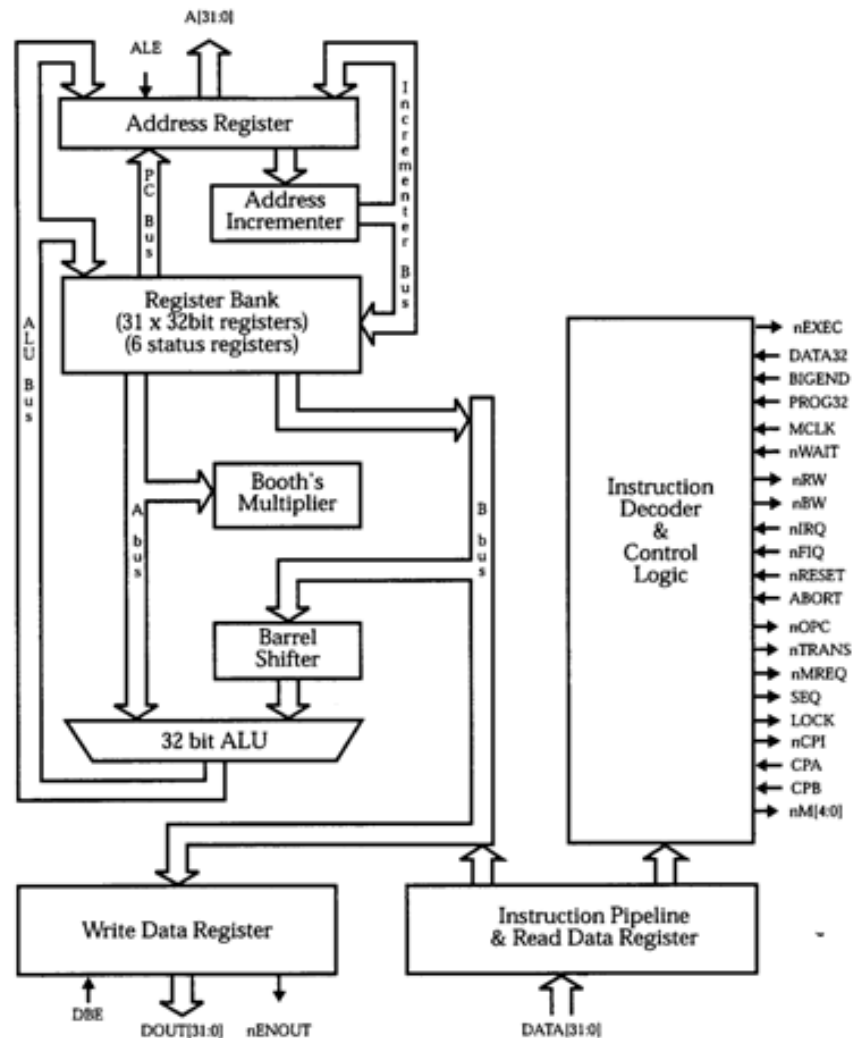 A[31:0]
ALE
Address Register
Incrementer Bus
PC Bus
Address
Incrementer
Register Bank
(31 x 32bit registers)
(6 status registers)
ALU Bus
A bus
Booth's
Multiplier
B bus
Barrel
Shifter
32 bit ALU
Instruction
Decoder
&
Control
Logic
nEXEC
DATA32
BIGEND
PROG32
MCLK
nWAIT
nRW
nBW
nIRQ
nFIQ
nRESET
ABORT
nOPC
nTRANS
nMREQ
SEQ
LOCK
nCPI
CPA
CPB
nM[4:0]
Write Data Register
Instruction Pipeline
& Read Data Register
DBE
DOUT[31:0]
nENOUT
DATA[31:0]